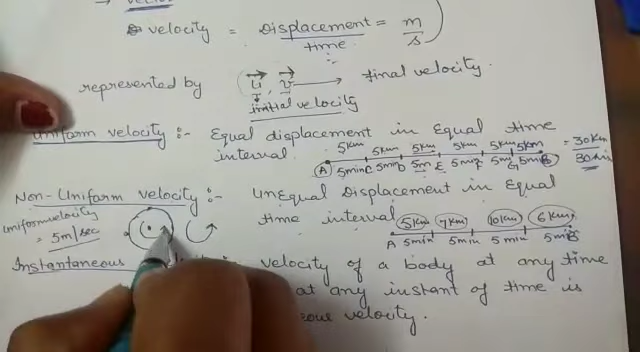 → vector
velocity = Displacement / time = m/s
represented by u, v → final velocity.
initial velocity
Uniform velocity :- Equal displacement in Equal time
interval
5km 5km 5km 5km 5km 5km = 30km / 30min
A 5min C 5min D 5m E 5min F 5min G 5min B
Non-Uniform velocity :- UnEqual Displacement in Equal
time interval
uniform velocity
= 5m/sec
5km 7km 10km 6km
A 5min 5min 5min 5min B
Instantaneous velocity of a body at any time
at any instant of time is
velocity.